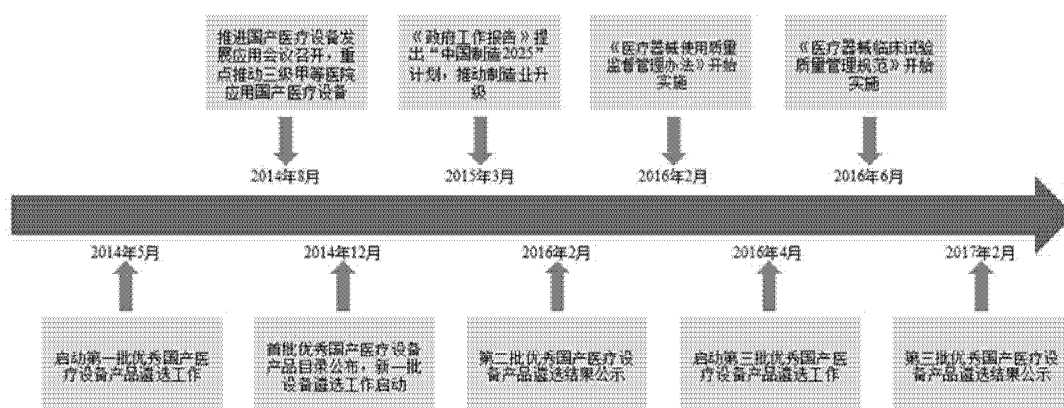 推进国产医疗设备发
展应用会议召开，重
点推动三级甲等医院
应用国产医疗设备
《政府工作报告》提
出“中国制造2025”
计划，推动制造业升
级
《医疗器械使用质量
监督管理办法》开始
实施
《医疗器械临床试验
质量管理规范》开始
实施
2014年8月
2015年3月
2016年2月
2016年6月
2014年5月
2014年12月
2016年2月
2016年4月
2017年2月
启动第一批优秀国产医
疗设备产品遴选工作
首批优秀国产医疗设备
产品目录公布，新一批
设备遴选工作启动
第二批优秀国产医疗设
备产品遴选结果公示
启动第三批优秀国产医
疗设备产品遴选工作
第三批优秀国产医疗设
备产品遴选结果公示